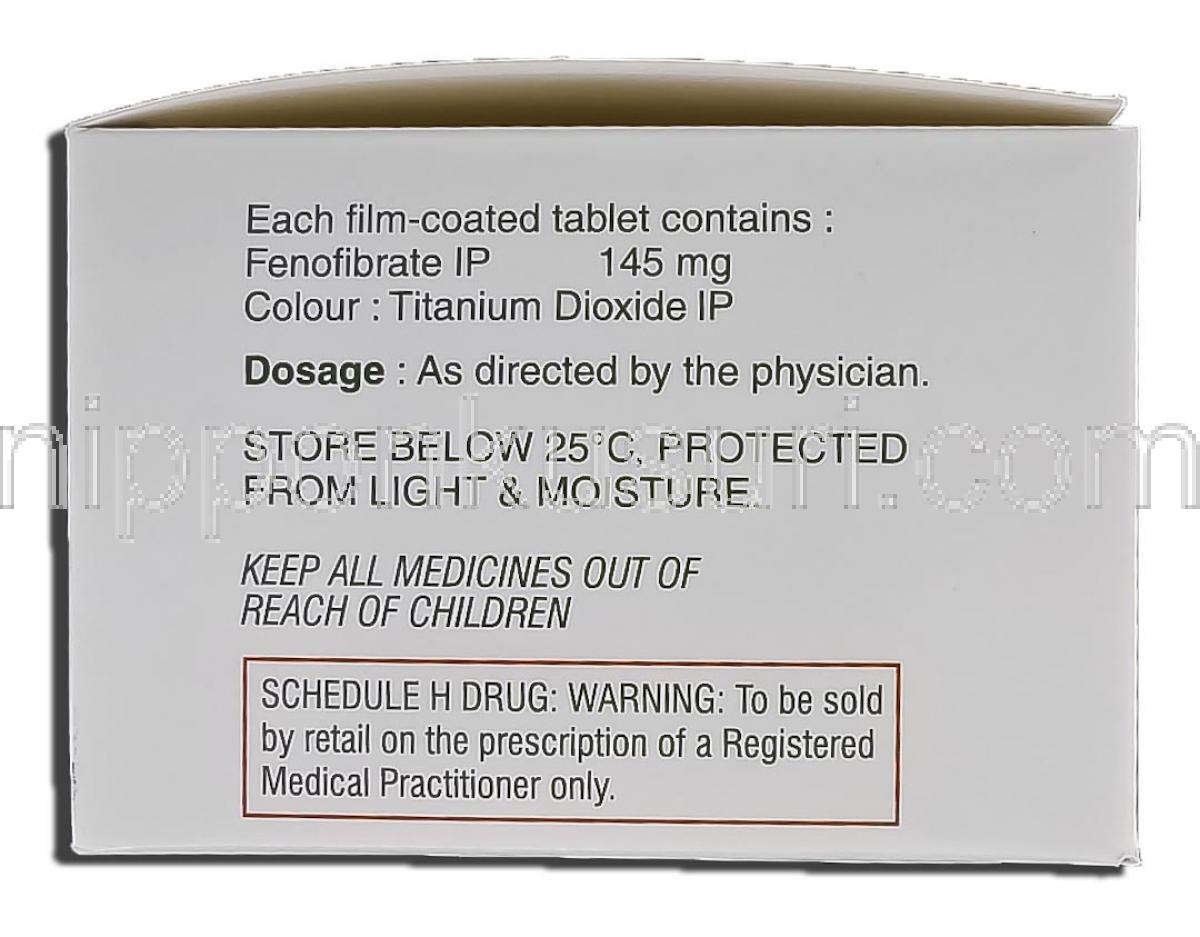 Each film-coated tablet contains :
Fenofibrate IP 145 mg
Colour : Titanium Dioxide IP
Dosage : As directed by the physician.
nipponkusuri.com
STORE BELOW 25°C, PROTECTED
FROM LIGHT & MOISTURE.
KEEP ALL MEDICINES OUT OF
REACH OF CHILDREN
SCHEDULE H DRUG: WARNING: To be sold
by retail on the prescription of a Registered
Medical Practitioner only.